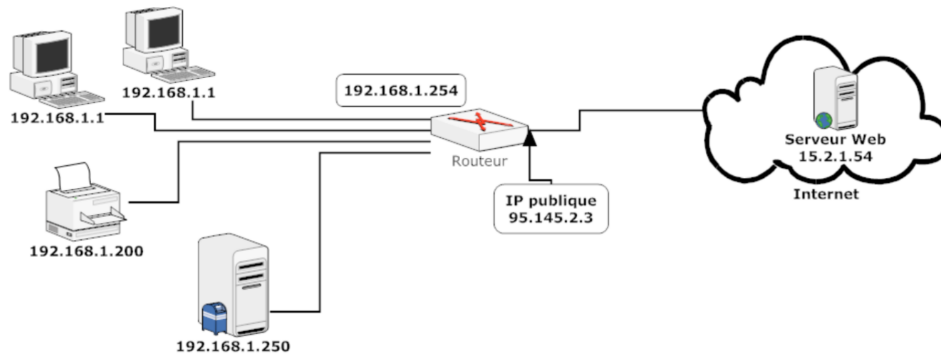 192.168.1.1
192.168.1.1
192.168.1.254
Routeur
Serveur Web
15.2.1.54
Internet
IP publique
95.145.2.3
192.168.1.200
192.168.1.250